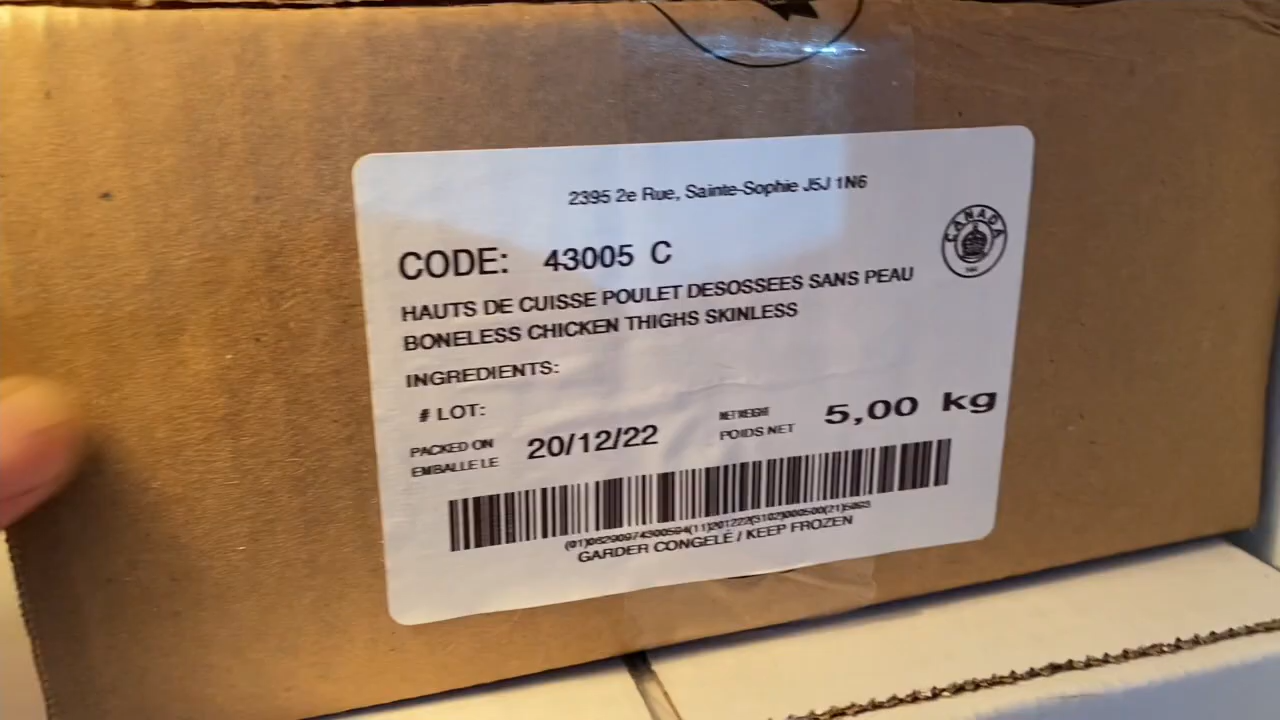 2395 2e Rue, Sainte-Sophie J5J 1N6
CANADA
CODE: 43005 C
HAUTS DE CUISSE POULET DESOSSEES SANS PEAU
BONELESS CHICKEN THIGHS SKINLESS
INGREDIENTS:
# LOT:
PACKED ON
EMBALLE LE
20/12/22
NET WEIGHT
POIDS NET
5,00 kg
GARDER CONGELÉ / KEEP FROZEN